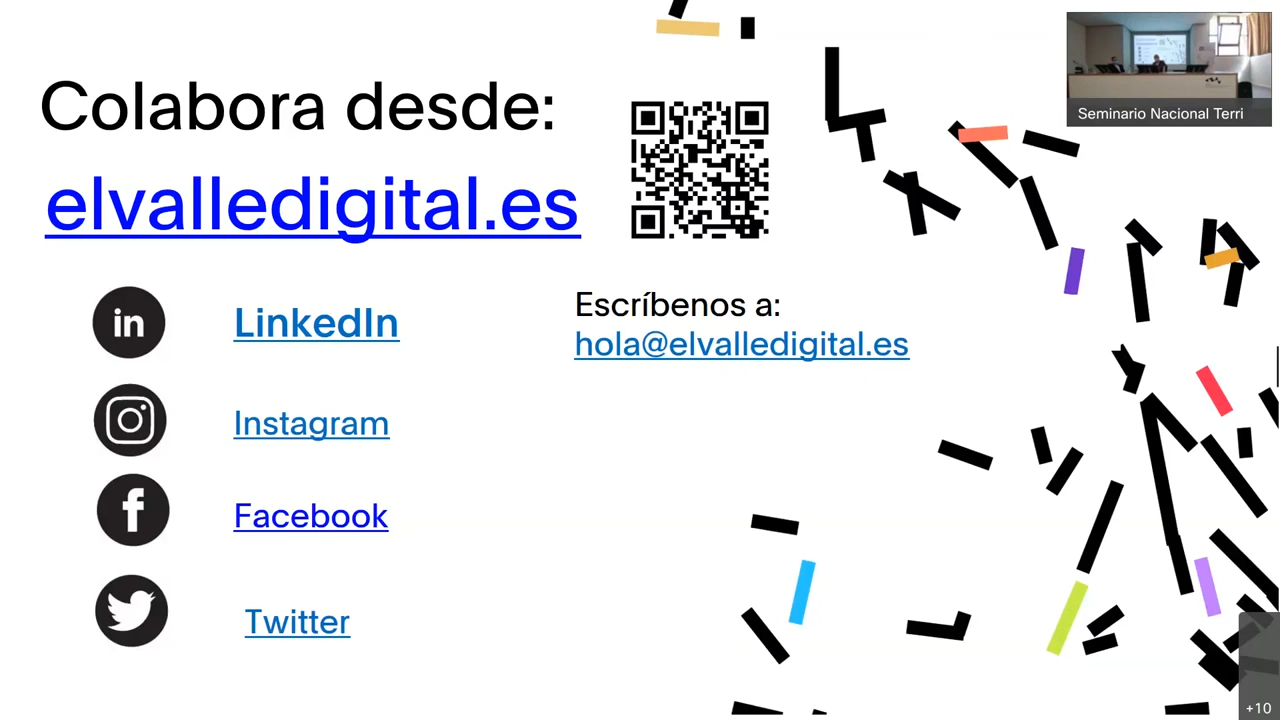 Colabora desde:
elvalledigital.es
Seminario Nacional Terri
LinkedIn
Escríbenos a:
hola@elvalledigital.es
Instagram
Facebook
Twitter
+10